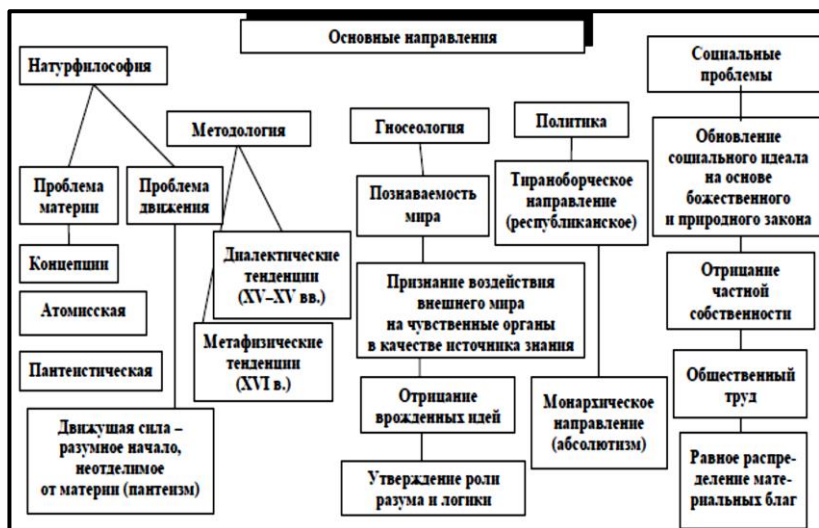 Основные направления
Натурфилософия
Проблема
материи
Проблема
движения
Концепции
Атомисская
Пантеистическая
Движушая сила –
разумное начало,
неотделимое
от материи (пантеизм)
Методология
Диалектические
тенденции
(XV–XV вв.)
Метафизические
тенденции
(XVI в.)
Гносеология
Познаваемость
мира
Признание воздействия
внешнего мира
на чувственные органы
в качестве источника знания
Отрицание
врожденных идей
Утверждение роли
разума и логики
Политика
Тираноборческое
направление
(республиканское)
Монархическое
направление
(абсолютизм)
Социальные
проблемы
Обновление
социального идеала
на основе
божественного
и природного закона
Отрицание
частной
собственности
Общественный
труд
Равное распре-
деление мате-
риальных благ